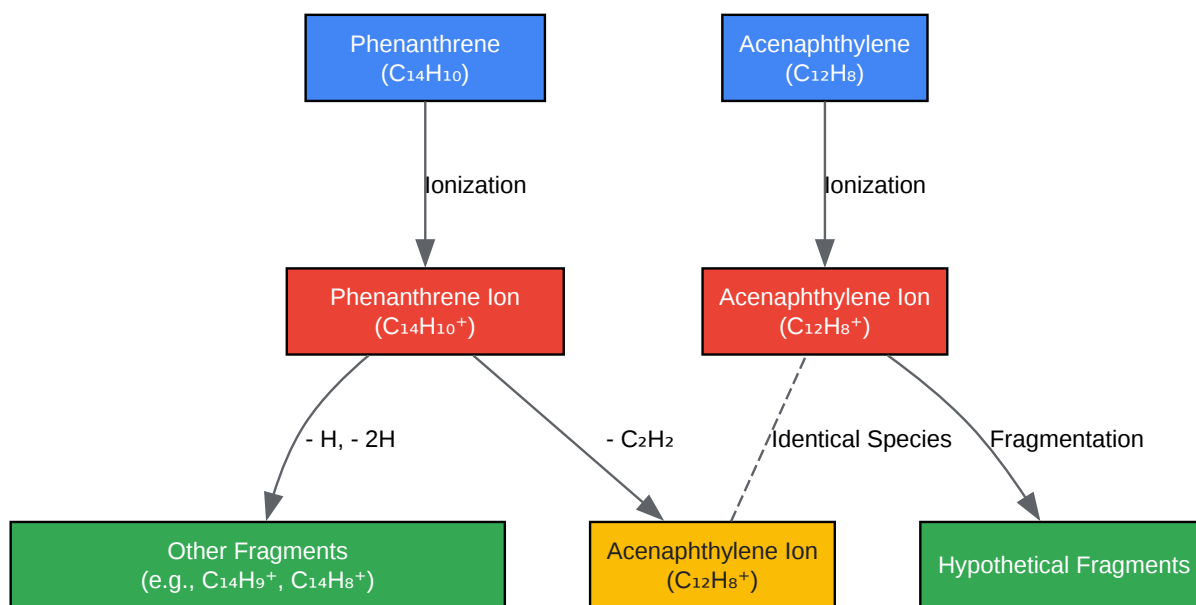 Phenanthrene
(C₁₄H₁₀)
Acenaphthylene
(C₁₂H₈)
Ionization
Ionization
Phenanthrene Ion
(C₁₄H₁₀⁺)
Acenaphthylene Ion
(C₁₂H₈⁺)
- H, - 2H
- C₂H₂
Identical Species
Fragmentation
Other Fragments
(e.g., C₁₄H₉⁺, C₁₄H₈⁺)
Acenaphthylene Ion
(C₁₂H₈⁺)
Hypothetical Fragments